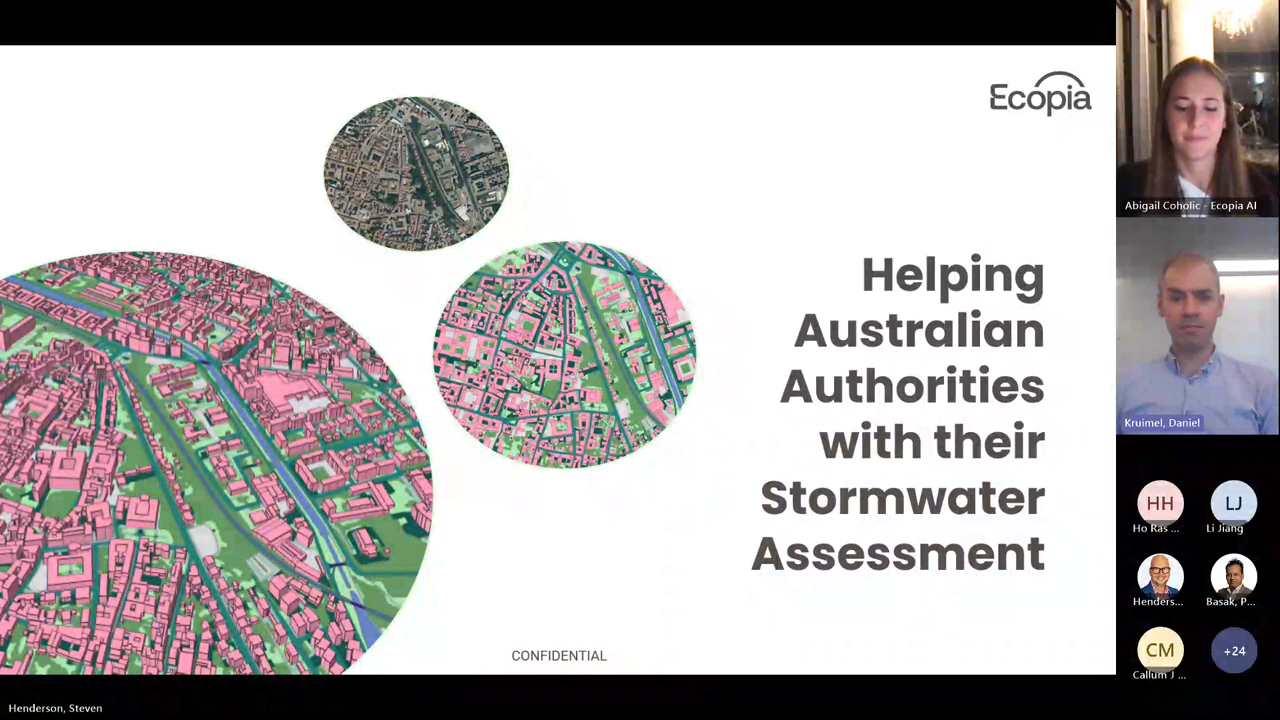 Ecopia
Helping
Australian
Authorities
with their
Stormwater
Assessment
CONFIDENTIAL
Abigail Coholic - Ecopia AI
Kruimel, Daniel
HH
LJ
Ho Ras ...
Li Jiang
Henders...
Basak, P...
CM
+24
Callum J ...
Henderson, Steven